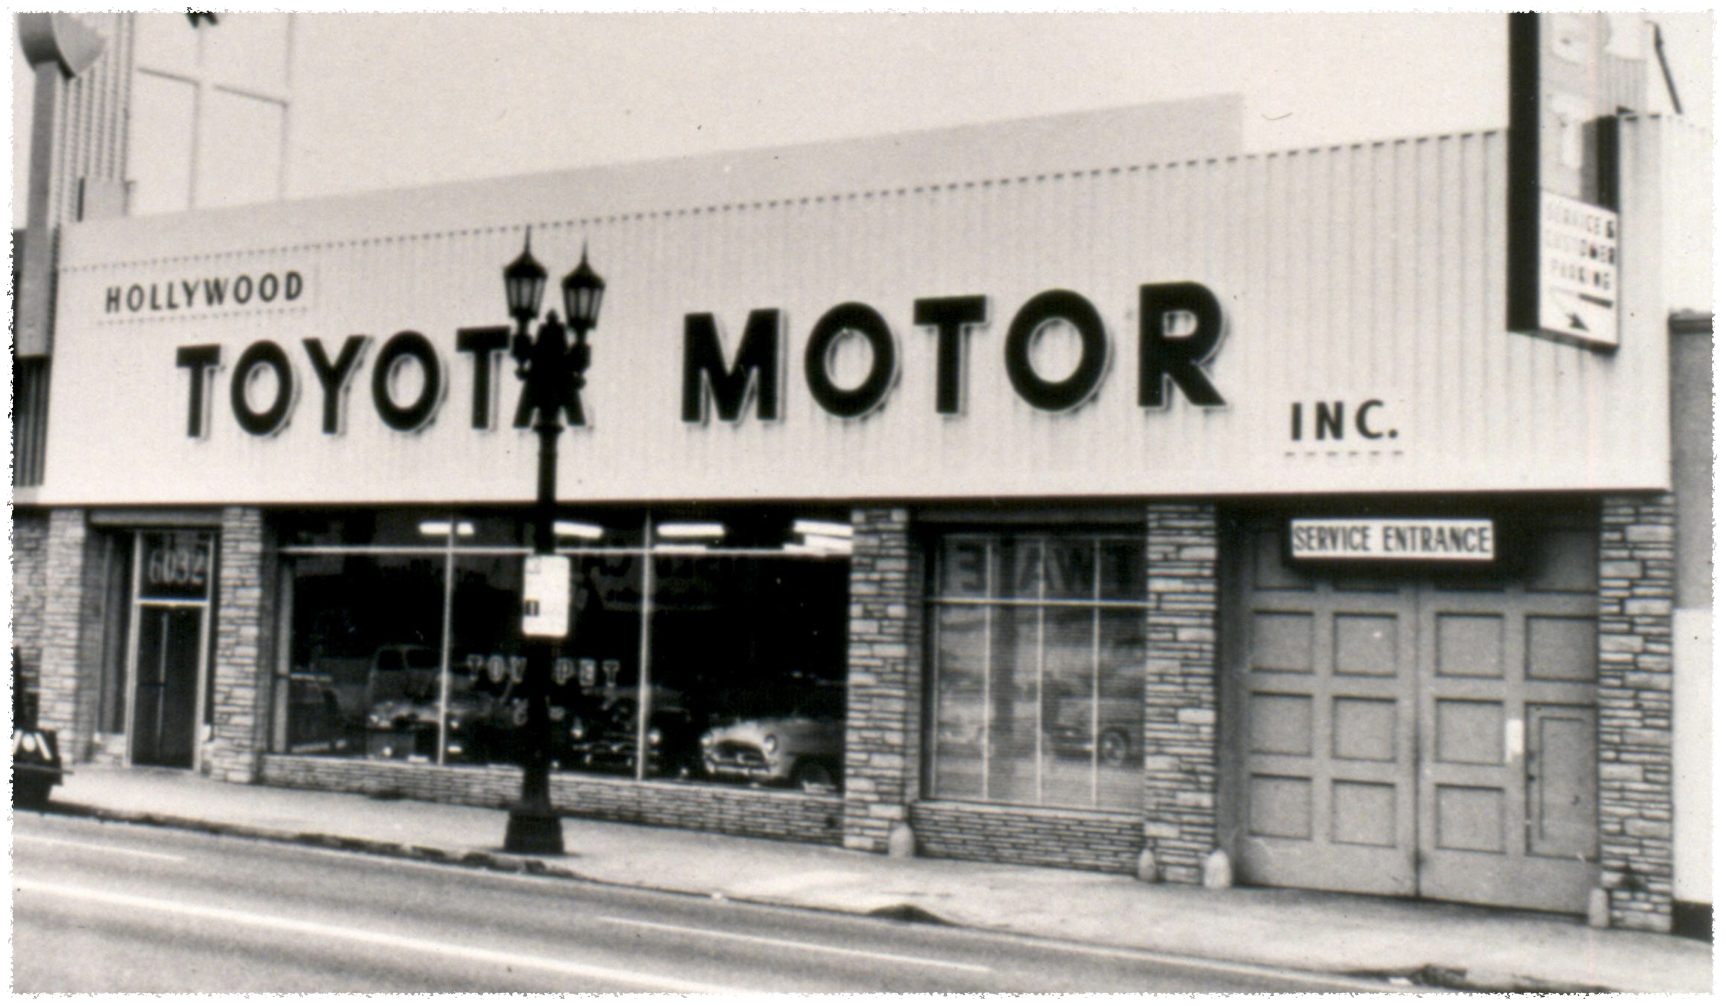 HOLLYWOOD
TOYOTA MOTOR
INC.
SERVICE &
CUSTOMER
PARKING
SERVICE ENTRANCE
6032
TOYOPET